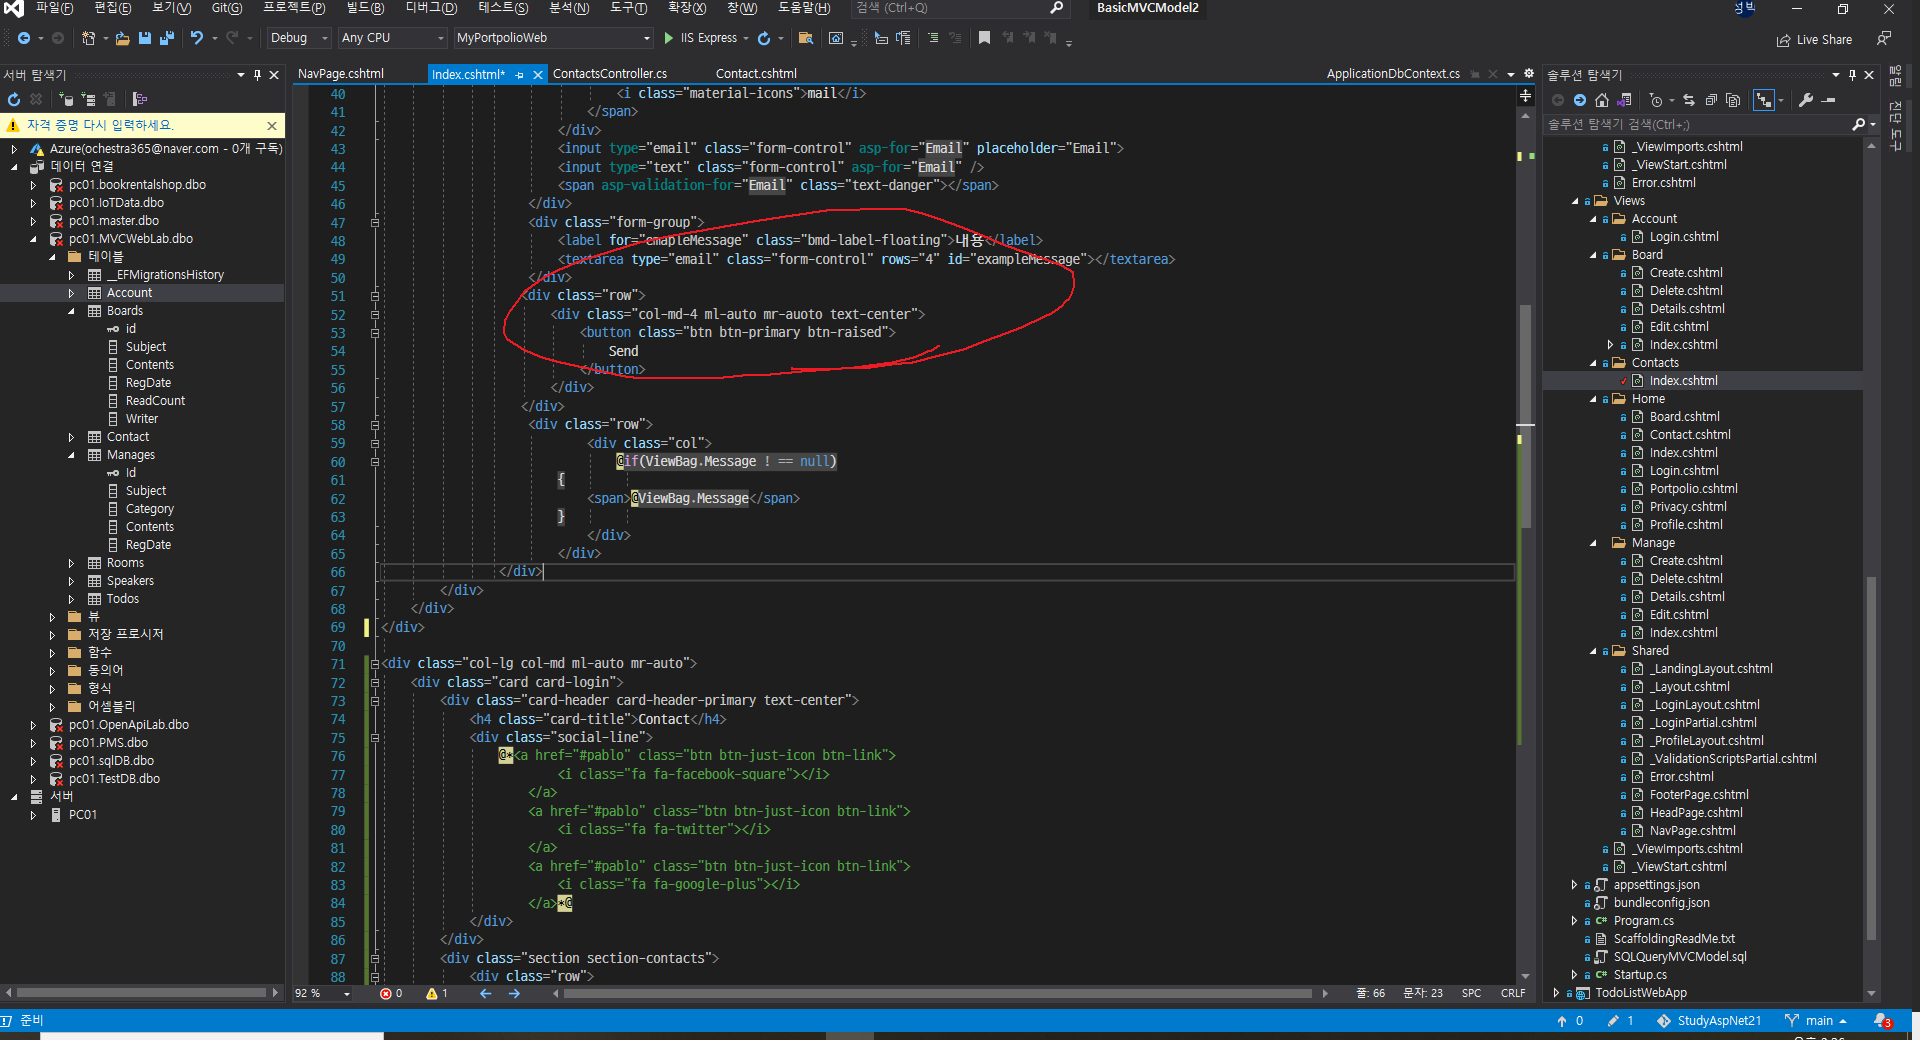 파일(F) 편집(E) 보기(V) Git(G) 프로젝트(P) 빌드(B) 디버그(D) 테스트(S) 분석(N) 도구(T) 확장(X) 창(W) 도움말(H) 검색 (Ctrl+Q) BasicMVCModel2 성빅
Debug Any CPU MyPortpolioWeb IIS Express Live Share
서버 탐색기
자격 증명 다시 입력하세요.
Azure(ochestra365@naver.com - 0개 구독)
데이터 연결
pc01.bookrentalshop.dbo
pc01.IoTData.dbo
pc01.master.dbo
pc01.MVCWebLab.dbo
테이블
__EFMigrationsHistory
Account
Boards
id
Subject
Contents
RegDate
ReadCount
Writer
Contact
Manages
Id
Subject
Category
Contents
RegDate
Rooms
Speakers
Todos
뷰
저장 프로시저
함수
동의어
형식
어셈블리
pc01.OpenApiLab.dbo
pc01.PMS.dbo
pc01.sqlDB.dbo
pc01.TestDB.dbo
서버
PC01
NavPage.cshtml Index.cshtml* ContactsController.cs Contact.cshtml ApplicationDbContext.cs
40 <i class="material-icons">mail</i>
41 </span>
42 </div>
43 <input type="email" class="form-control" asp-for="Email" placeholder="Email">
44 <input type="text" class="form-control" asp-for="Email" />
45 <span asp-validation-for="Email" class="text-danger"></span>
46 </div>
47 <div class="form-group">
48 <label for="emapleMessage" class="bmd-label-floating">내용</label>
49 <textarea type="email" class="form-control" rows="4" id="exampleMessage"></textarea>
50 </div>
51 <div class="row">
52 <div class="col-md-4 ml-auto mr-auoto text-center">
53 <button class="btn btn-primary btn-raised">
54 Send
55 </button>
56 </div>
57 </div>
58 <div class="row">
59 <div class="col">
60 @if(ViewBag.Message ! == null)
61 {
62 <span>@ViewBag.Message</span>
63 }
64 </div>
65 </div>
66 </div>
67 </div>
68 </div>
69 </div>
70
71 <div class="col-lg col-md ml-auto mr-auto">
72 <div class="card card-login">
73 <div class="card-header card-header-primary text-center">
74 <h4 class="card-title">Contact</h4>
75 <div class="social-line">
76 @*<a href="#pablo" class="btn btn-just-icon btn-link">
77 <i class="fa fa-facebook-square"></i>
78 </a>
79 <a href="#pablo" class="btn btn-just-icon btn-link">
80 <i class="fa fa-twitter"></i>
81 </a>
82 <a href="#pablo" class="btn btn-just-icon btn-link">
83 <i class="fa fa-google-plus"></i>
84 </a>*@
85 </div>
86 </div>
87 <div class="section section-contacts">
88 <div class="row">
92 % 0 1 줄: 66 문자: 23 SPC CRLF
솔루션 탐색기
솔루션 탐색기 검색(Ctrl+;)
_ViewImports.cshtml
_ViewStart.cshtml
Error.cshtml
Views
Account
Login.cshtml
Board
Create.cshtml
Delete.cshtml
Details.cshtml
Edit.cshtml
Index.cshtml
Contacts
Index.cshtml
Home
Board.cshtml
Contact.cshtml
Index.cshtml
Login.cshtml
Portpolio.cshtml
Privacy.cshtml
Profile.cshtml
Manage
Create.cshtml
Delete.cshtml
Details.cshtml
Edit.cshtml
Index.cshtml
Shared
_LandingLayout.cshtml
_Layout.cshtml
_LoginLayout.cshtml
_LoginPartial.cshtml
_ProfileLayout.cshtml
_ValidationScriptsPartial.cshtml
Error.cshtml
FooterPage.cshtml
HeadPage.cshtml
NavPage.cshtml
_ViewImports.cshtml
_ViewStart.cshtml
appsettings.json
bundleconfig.json
Program.cs
ScaffoldingReadMe.txt
SQLQueryMVCModel.sql
Startup.cs
TodoListWebApp
알림
진단 도구
준비 0 1 StudyAspNet21 main 3